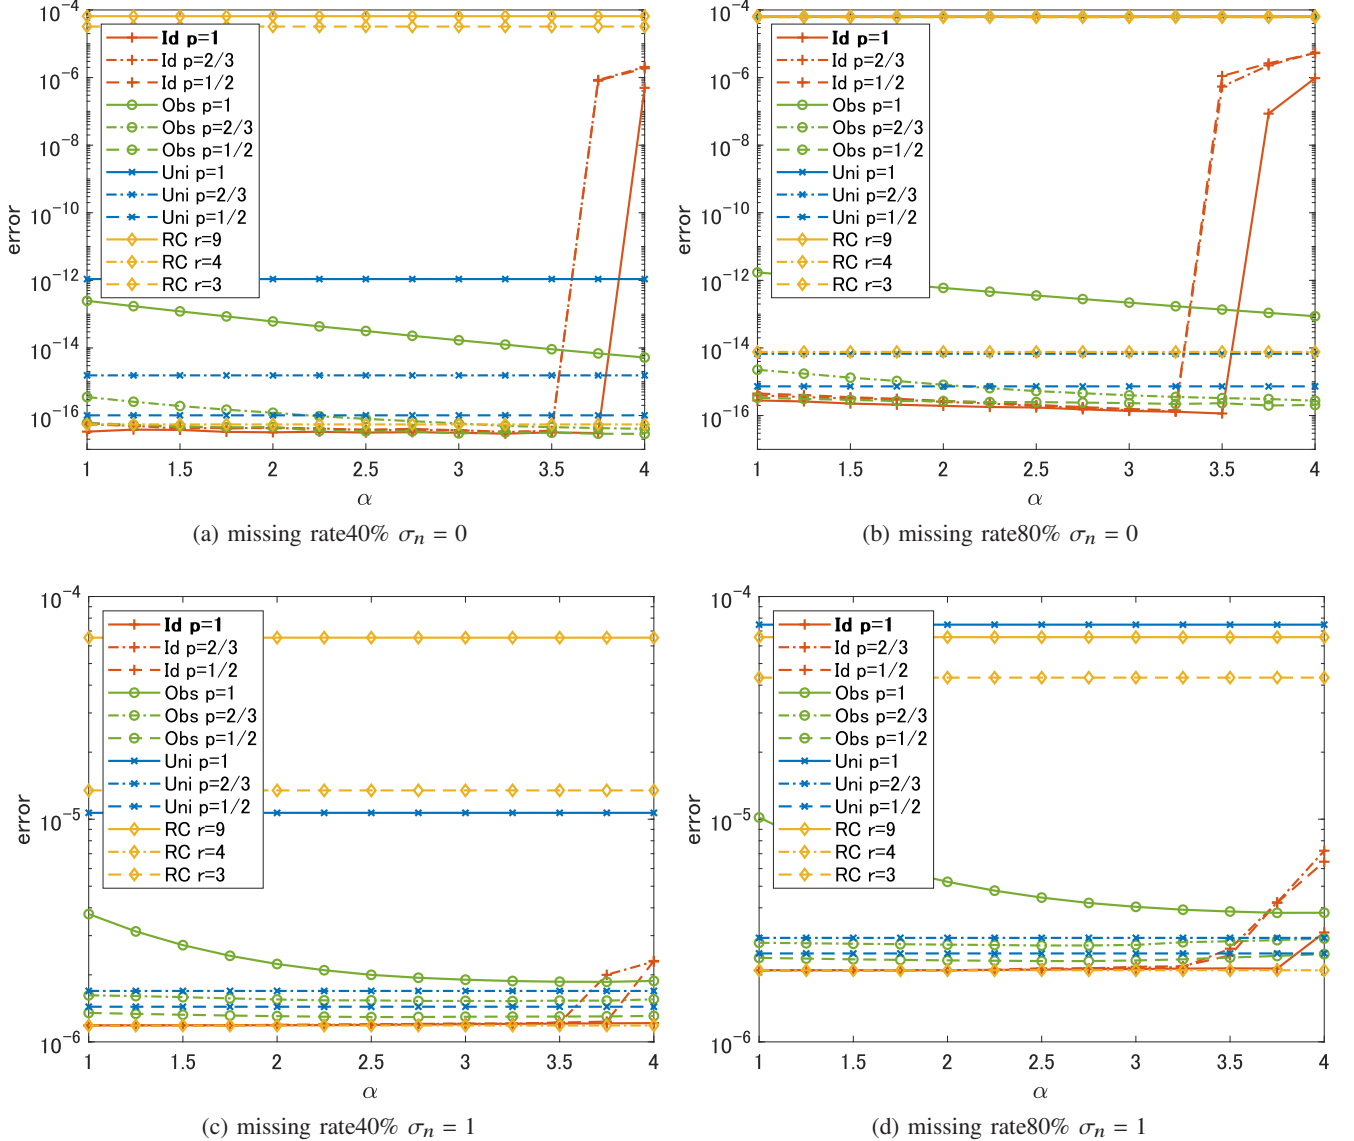 10^-4
10^-6
10^-8
10^-10
10^-12
10^-14
10^-16
error
Id p=1
Id p=2/3
Id p=1/2
Obs p=1
Obs p=2/3
Obs p=1/2
Uni p=1
Uni p=2/3
Uni p=1/2
RC r=9
RC r=4
RC r=3
1 1.5 2 2.5 3 3.5 4
α
(a) missing rate40% σn = 0
10^-4
10^-6
10^-8
10^-10
10^-12
10^-14
10^-16
error
Id p=1
Id p=2/3
Id p=1/2
Obs p=1
Obs p=2/3
Obs p=1/2
Uni p=1
Uni p=2/3
Uni p=1/2
RC r=9
RC r=4
RC r=3
1 1.5 2 2.5 3 3.5 4
α
(b) missing rate80% σn = 0
10^-4
10^-5
10^-6
error
Id p=1
Id p=2/3
Id p=1/2
Obs p=1
Obs p=2/3
Obs p=1/2
Uni p=1
Uni p=2/3
Uni p=1/2
RC r=9
RC r=4
RC r=3
1 1.5 2 2.5 3 3.5 4
α
(c) missing rate40% σn = 1
10^-4
10^-5
10^-6
error
Id p=1
Id p=2/3
Id p=1/2
Obs p=1
Obs p=2/3
Obs p=1/2
Uni p=1
Uni p=2/3
Uni p=1/2
RC r=9
RC r=4
RC r=3
1 1.5 2 2.5 3 3.5 4
α
(d) missing rate80% σn = 1